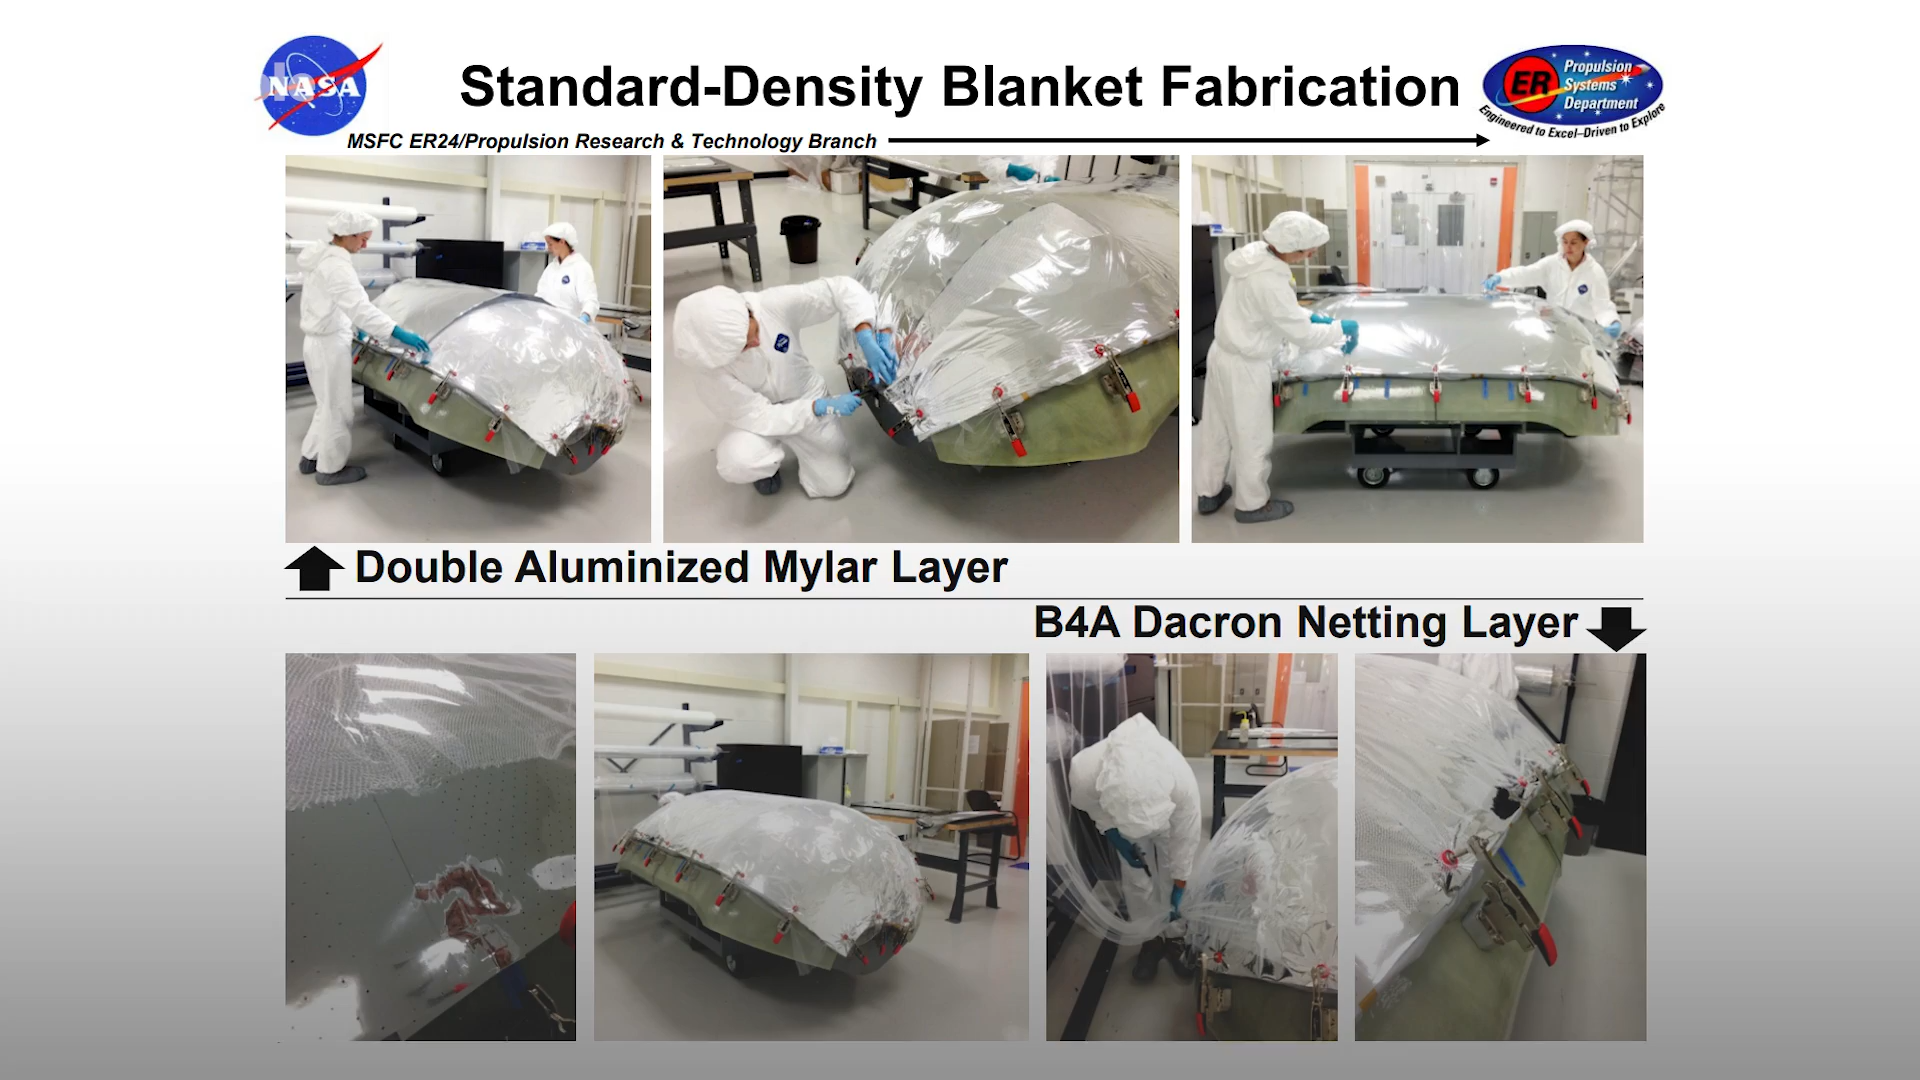 NASA
Standard-Density Blanket Fabrication
ER
Propulsion
Systems
Department
Engineered to Excel–Driven to Explore
MSFC ER24/Propulsion Research & Technology Branch
Double Aluminized Mylar Layer
B4A Dacron Netting Layer